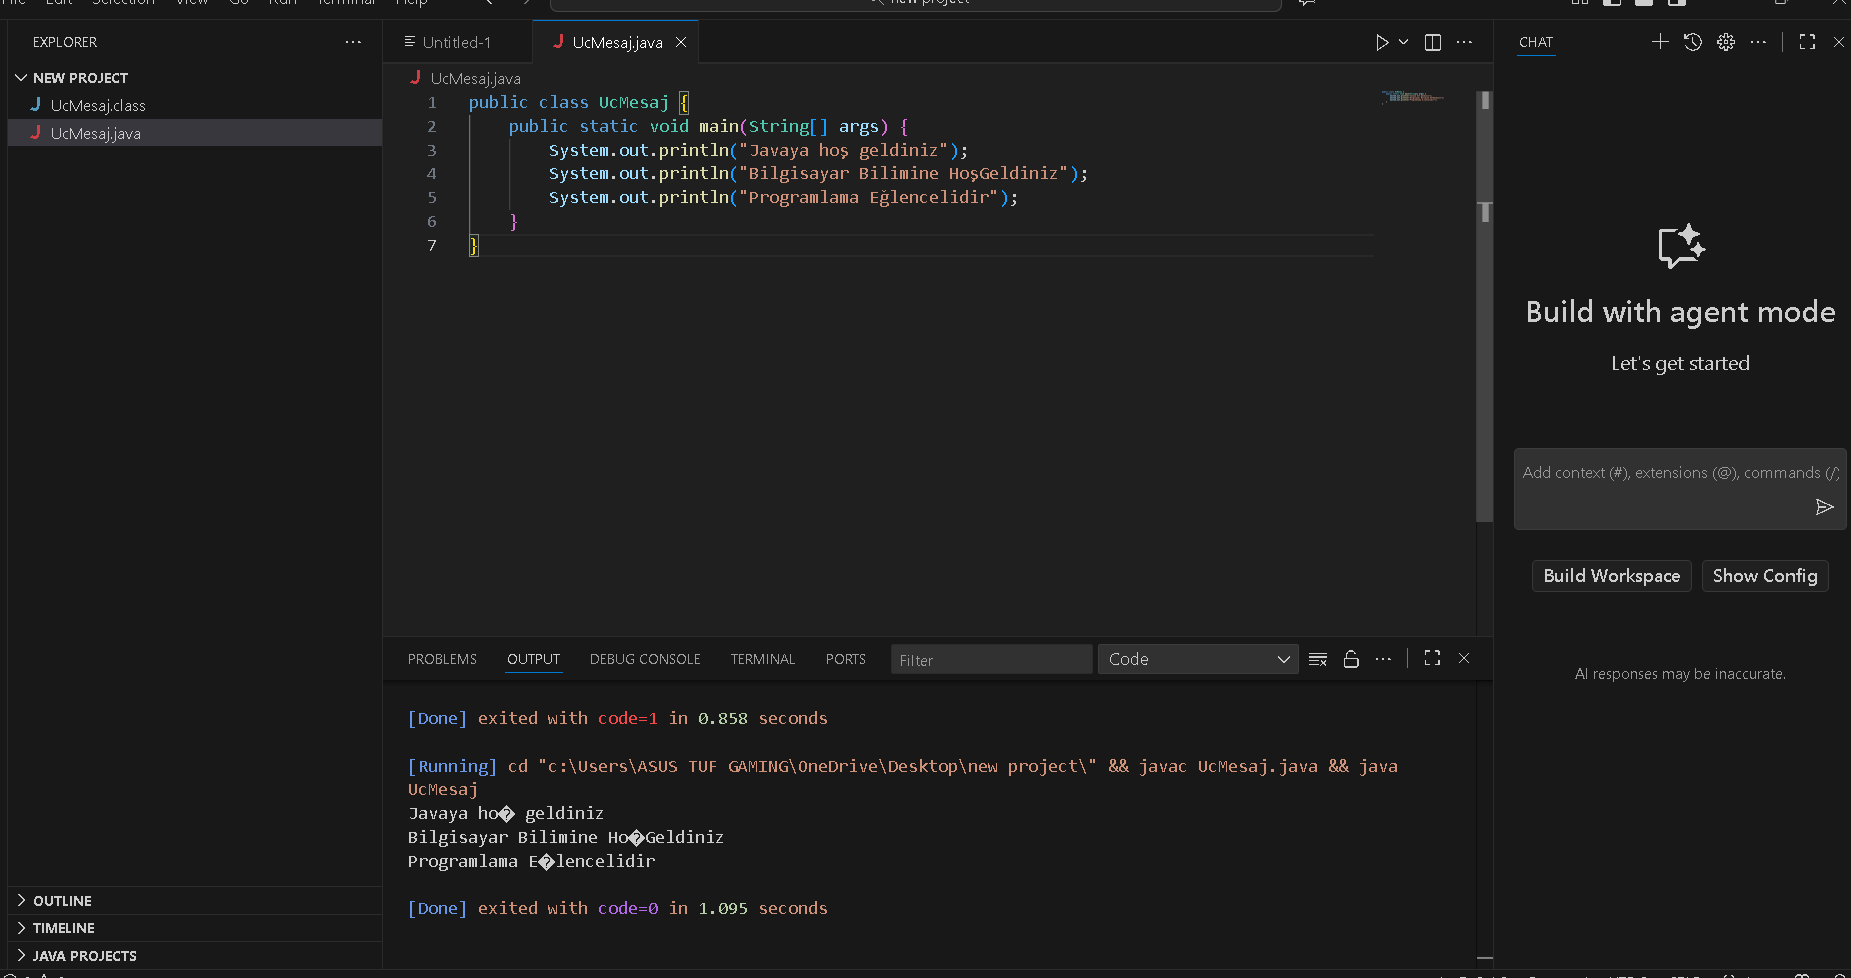 EXPLORER
NEW PROJECT
UcMesaj.class
UcMesaj.java
OUTLINE
TIMELINE
JAVA PROJECTS
Untitled-1
UcMesaj.java
UcMesaj.java
1 public class UcMesaj {
2 public static void main(String[] args) {
3 System.out.println("Javaya hoş geldiniz");
4 System.out.println("Bilgisayar Bilimine HoşGeldiniz");
5 System.out.println("Programlama Eğlencelidir");
6 }
7 }
PROBLEMS OUTPUT DEBUG CONSOLE TERMINAL PORTS Filter Code
[Done] exited with code=1 in 0.858 seconds
[Running] cd "c:\Users\ASUS TUF GAMING\OneDrive\Desktop\new project\" && javac UcMesaj.java && java
UcMesaj
Javaya ho� geldiniz
Bilgisayar Bilimine Ho�Geldiniz
Programlama E�lencelidir
[Done] exited with code=0 in 1.095 seconds
CHAT
Build with agent mode
Let's get started
Add context (#), extensions (@), commands (/)
Build Workspace Show Config
AI responses may be inaccurate.